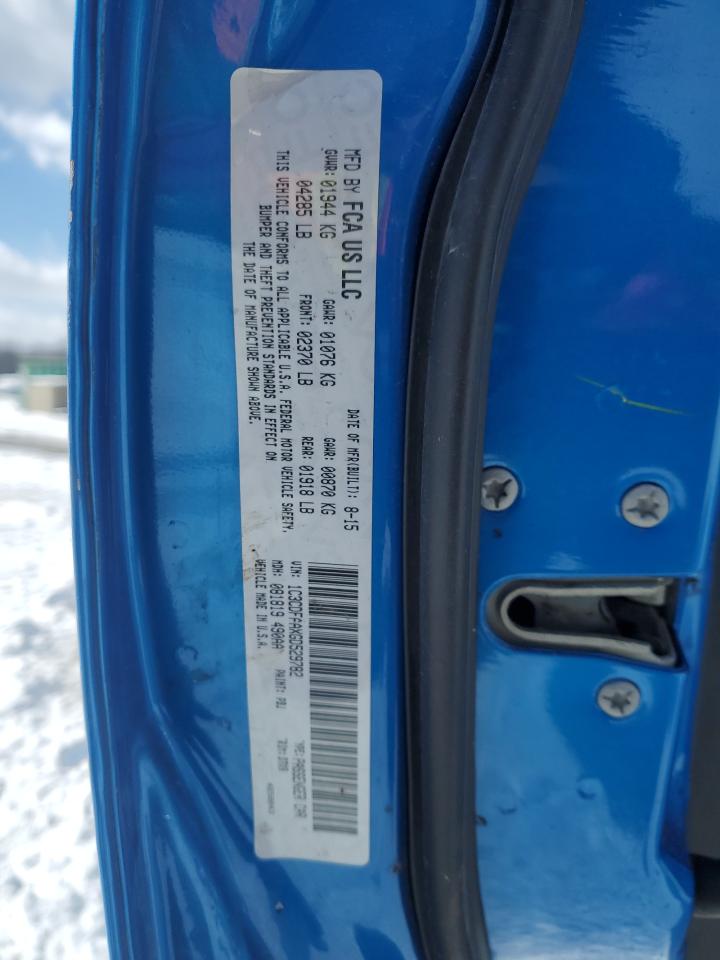 MFD BY FCA US LLC
DATE OF MFR(BUILT): 8-15
GVWR: 01944 KG
GAWR: 01076 KG
GAWR: 00870 KG
04285 LB
FRONT: 02370 LB
REAR: 01918 LB
THIS VEHICLE CONFORMS TO ALL APPLICABLE U.S.A. FEDERAL MOTOR VEHICLE SAFETY,
BUMPER AND THEFT PREVENTION STANDARDS IN EFFECT ON
THE DATE OF MANUFACTURE SHOWN ABOVE.
VIN: 1C3CDFAAXGD529782
TYPE: PASSENGER CAR
MDH: 081819 490AA
PAINT: PBJ
VEHICLE MADE IN U.S.A.